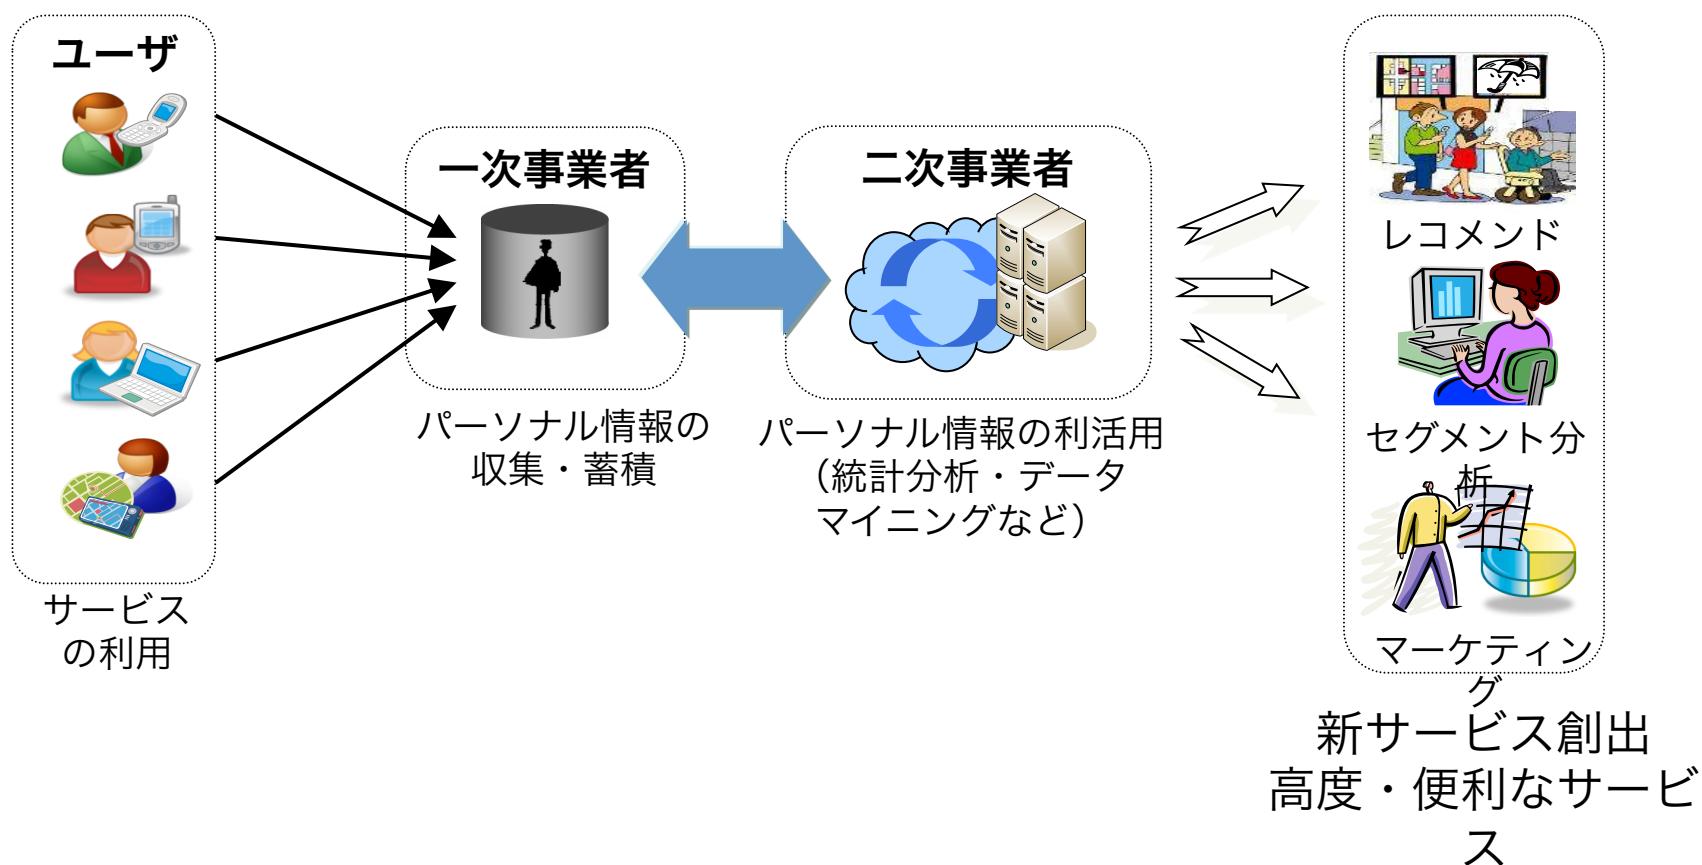 ユーザ
サービス
の利用
一次事業者
パーソナル情報の
収集・蓄積
二次事業者
パーソナル情報の利活用
（統計分析・データ
マイニングなど）
レコメンド
セグメント分
析
マーケティン
グ
新サービス創出
高度・便利なサービ
ス